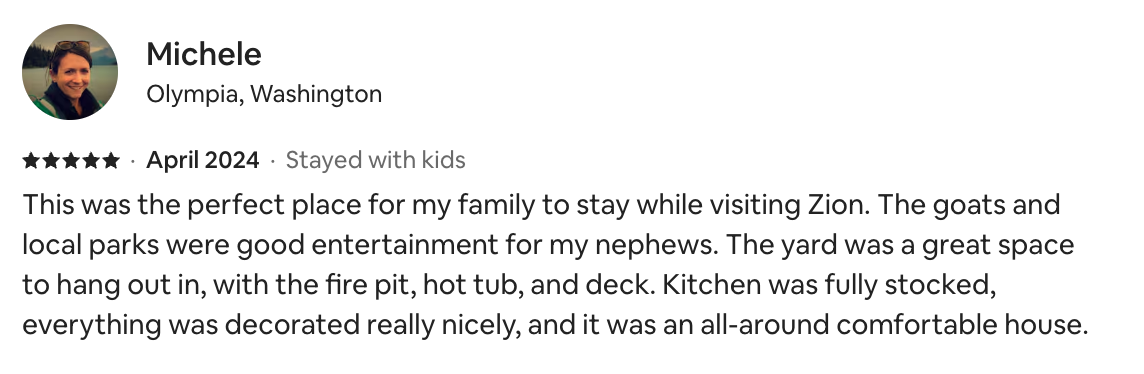 Michele
Olympia, Washington
★★★★★ · April 2024 · Stayed with kids
This was the perfect place for my family to stay while visiting Zion. The goats and
local parks were good entertainment for my nephews. The yard was a great space
to hang out in, with the fire pit, hot tub, and deck. Kitchen was fully stocked,
everything was decorated really nicely, and it was an all-around comfortable house.